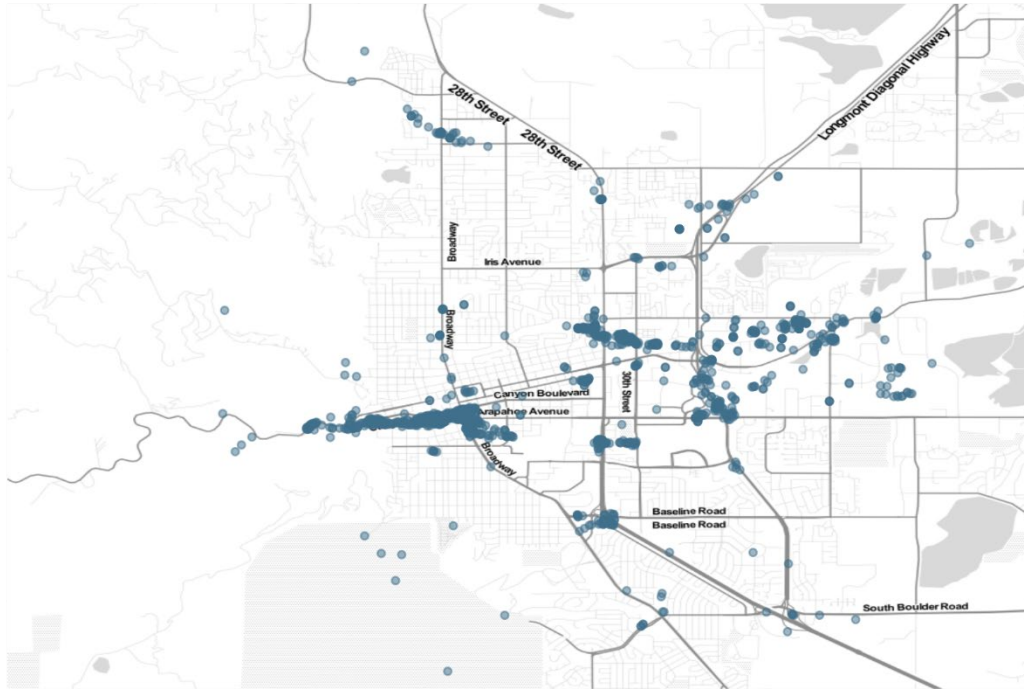 28th Street
28th Street
Longmont Diagonal Highway
Broadway
Iris Avenue
Broadway
30th Street
Canyon Boulevard
Arapahoe Avenue
Broadway
Baseline Road
Baseline Road
South Boulder Road